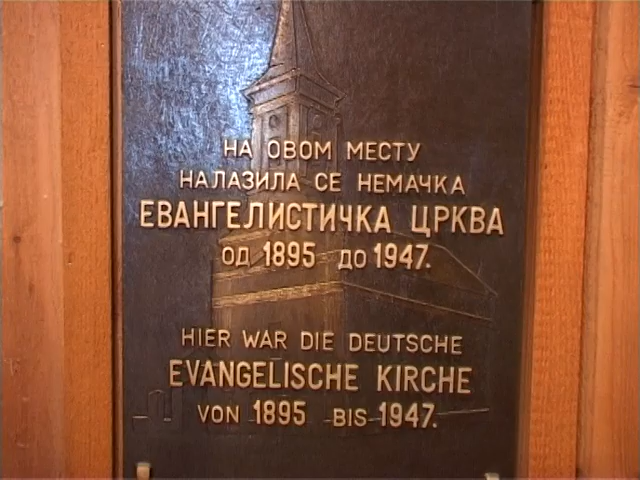 НА ОВОМ МЕСТУ
НАЛАЗИЛА СЕ НЕМАЧКА
ЕВАНГЕЛИСТИЧКА ЦРКВА
ОД 1895 ДО 1947.
HIER WAR DIE DEUTSCHE
EVANGELISCHE KIRCHE
VON 1895 BIS 1947.